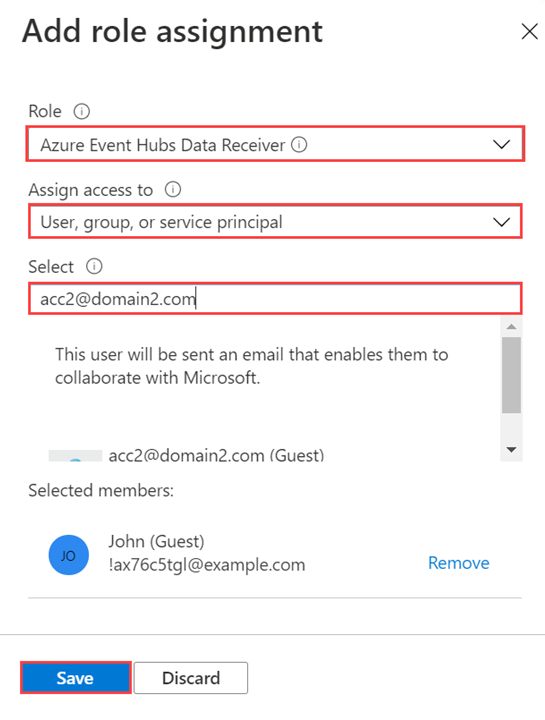 Add role assignment
Role
Azure Event Hubs Data Receiver
Assign access to
User, group, or service principal
Select
acc2@domain2.com
This user will be sent an email that enables them to
collaborate with Microsoft.
acc2@domain2.com (Guest)
Selected members:
JO
John (Guest)
!ax76c5tgl@example.com
Remove
Save
Discard